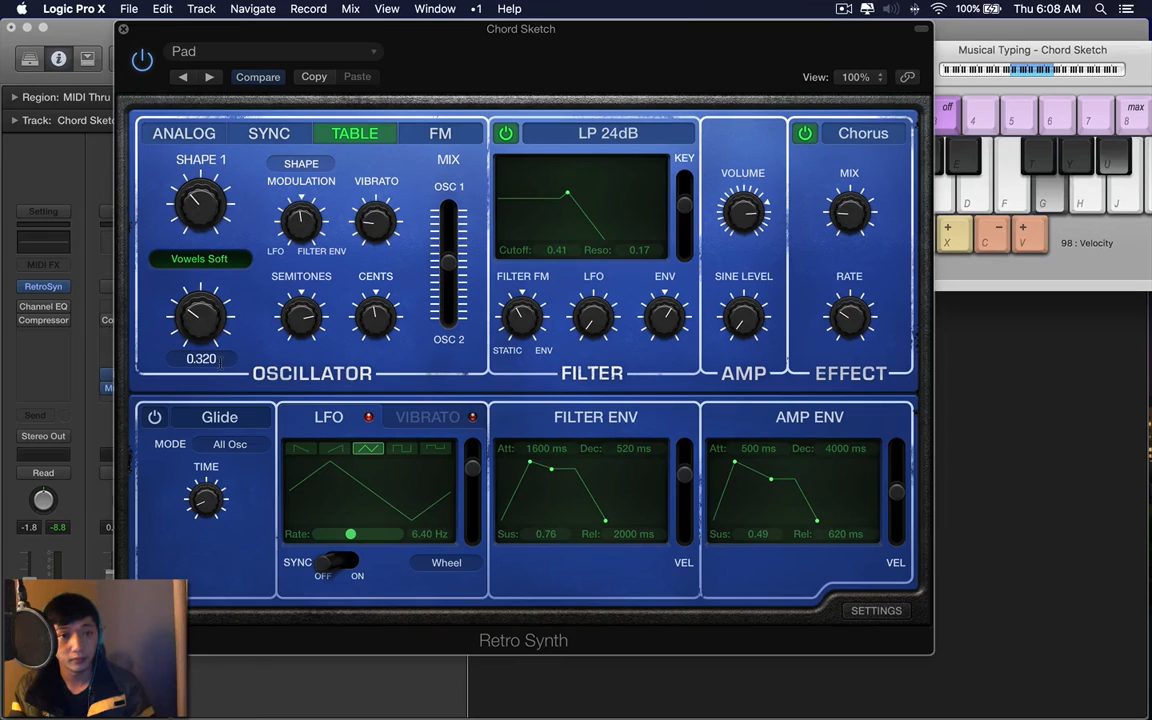 Logic Pro X File Edit Track Navigate Record Mix View Window •1 Help
100% Thu 6:08 AM
Chord Sketch
Pad
Compare Copy Paste
View: 100%
Musical Typing - Chord Sketch
off 3 4 5 6 7 max 8
E T Y U
D F G H J
+ X − C + V
98 : Velocity
Region: MIDI Thru
Track: Chord Sketc
Setting
MIDI FX
RetroSyn
Channel EQ
Compressor
Send
Stereo Out
Read
-1.8 -8.8
ANALOG SYNC TABLE FM
SHAPE 1
SHAPE
MODULATION
VIBRATO
MIX
OSC 1
LFO FILTER ENV
Vowels Soft
SEMITONES
CENTS
OSC 2
0.320
OSCILLATOR
LP 24dB
KEY
Cutoff: 0.41 Reso: 0.17
FILTER FM LFO ENV
STATIC ENV
FILTER
VOLUME
SINE LEVEL
AMP
Chorus
MIX
RATE
EFFECT
Glide
MODE All Osc
TIME
LFO VIBRATO
Rate: 6.40 Hz
SYNC
OFF ON
Wheel
FILTER ENV
Att: 1600 ms Dec: 520 ms
Sus: 0.76 Rel: 2000 ms
VEL
AMP ENV
Att: 500 ms Dec: 4000 ms
Sus: 0.49 Rel: 620 ms
VEL
SETTINGS
Retro Synth